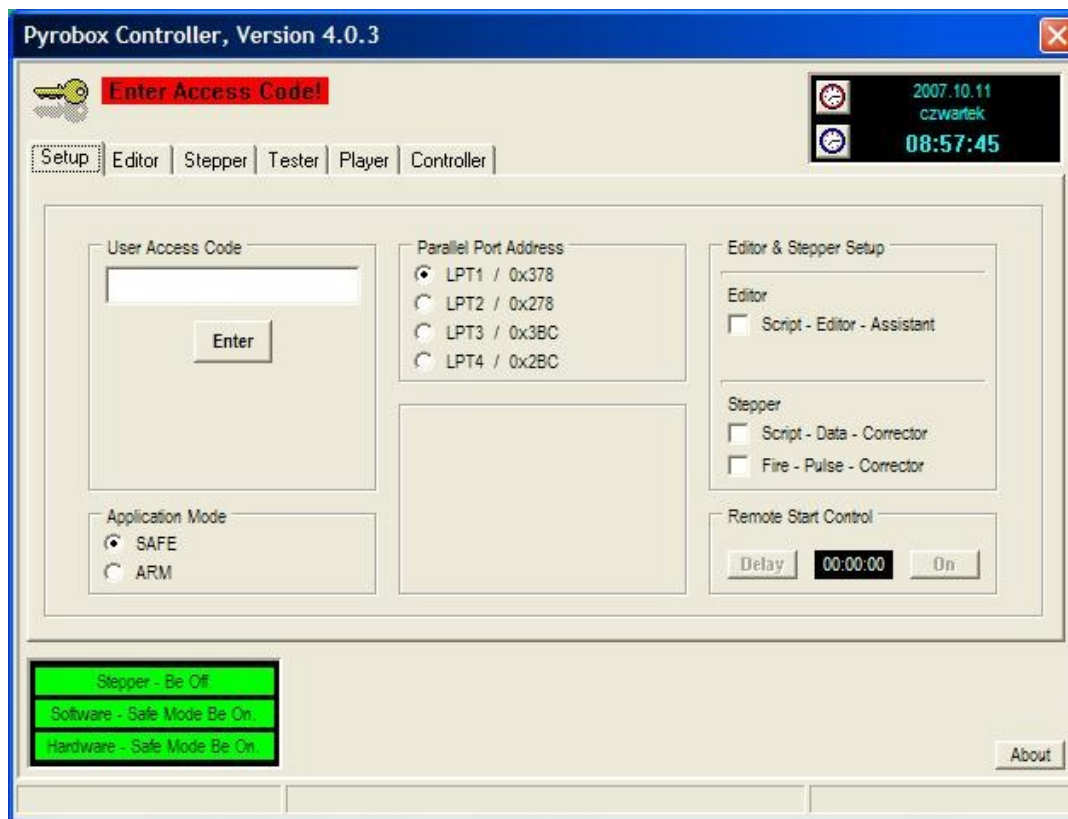 Pyrobox Controller, Version 4.0.3
Enter Access Code!
2007.10.11
czwartek
08:57:45
Setup Editor Stepper Tester Player Controller
User Access Code
Enter
Application Mode
SAFE
ARM
Parallel Port Address
LPT1 / 0x378
LPT2 / 0x278
LPT3 / 0x3BC
LPT4 / 0x2BC
Editor & Stepper Setup
Editor
Script - Editor - Assistant
Stepper
Script - Data - Corrector
Fire - Pulse - Corrector
Remote Start Control
Delay 00:00:00 On
Stepper - Be Off.
Software - Safe Mode Be On.
Hardware - Safe Mode Be On.
About